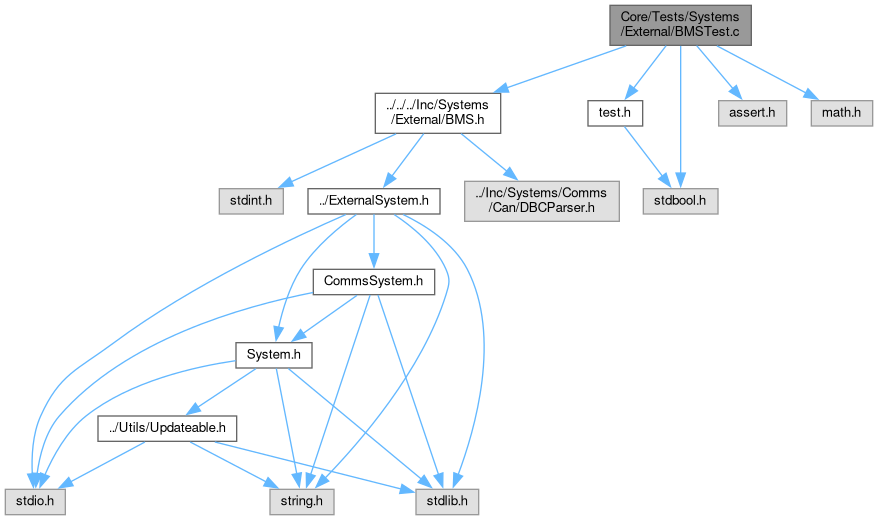 Core/Tests/Systems
/External/BMSTest.c
../../../Inc/Systems
/External/BMS.h
test.h
assert.h
math.h
stdint.h
../ExternalSystem.h
../Inc/Systems/Comms
/Can/DBCParser.h
stdbool.h
CommsSystem.h
System.h
../Utils/Updateable.h
stdio.h
string.h
stdlib.h